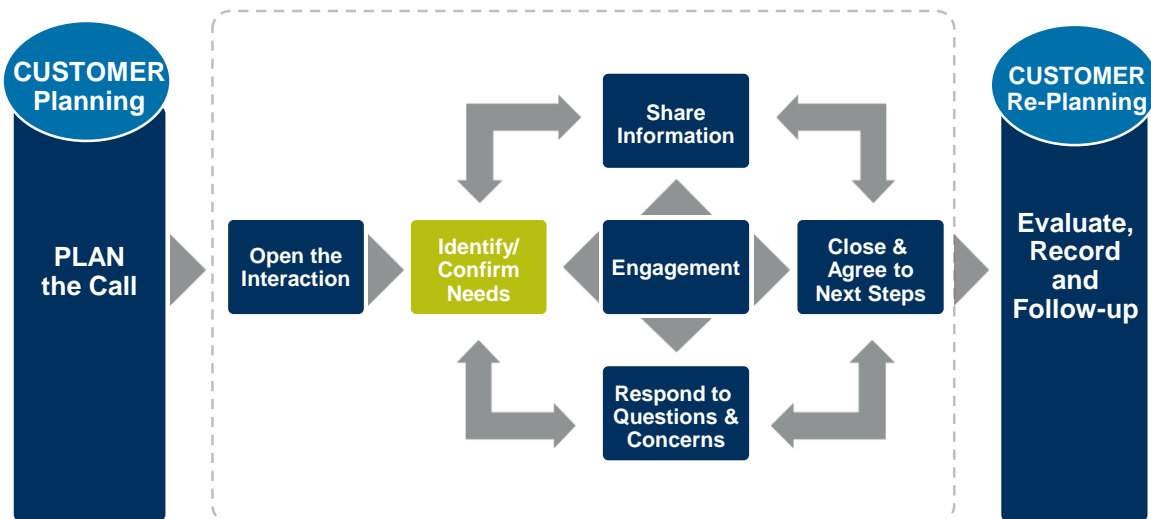 CUSTOMER
Planning
PLAN
the Call
Open the
Interaction
Identify/
Confirm
Needs
Share
Information
Engagement
Respond to
Questions &
Concerns
Close &
Agree to
Next Steps
CUSTOMER
Re-Planning
Evaluate,
Record
and
Follow-up